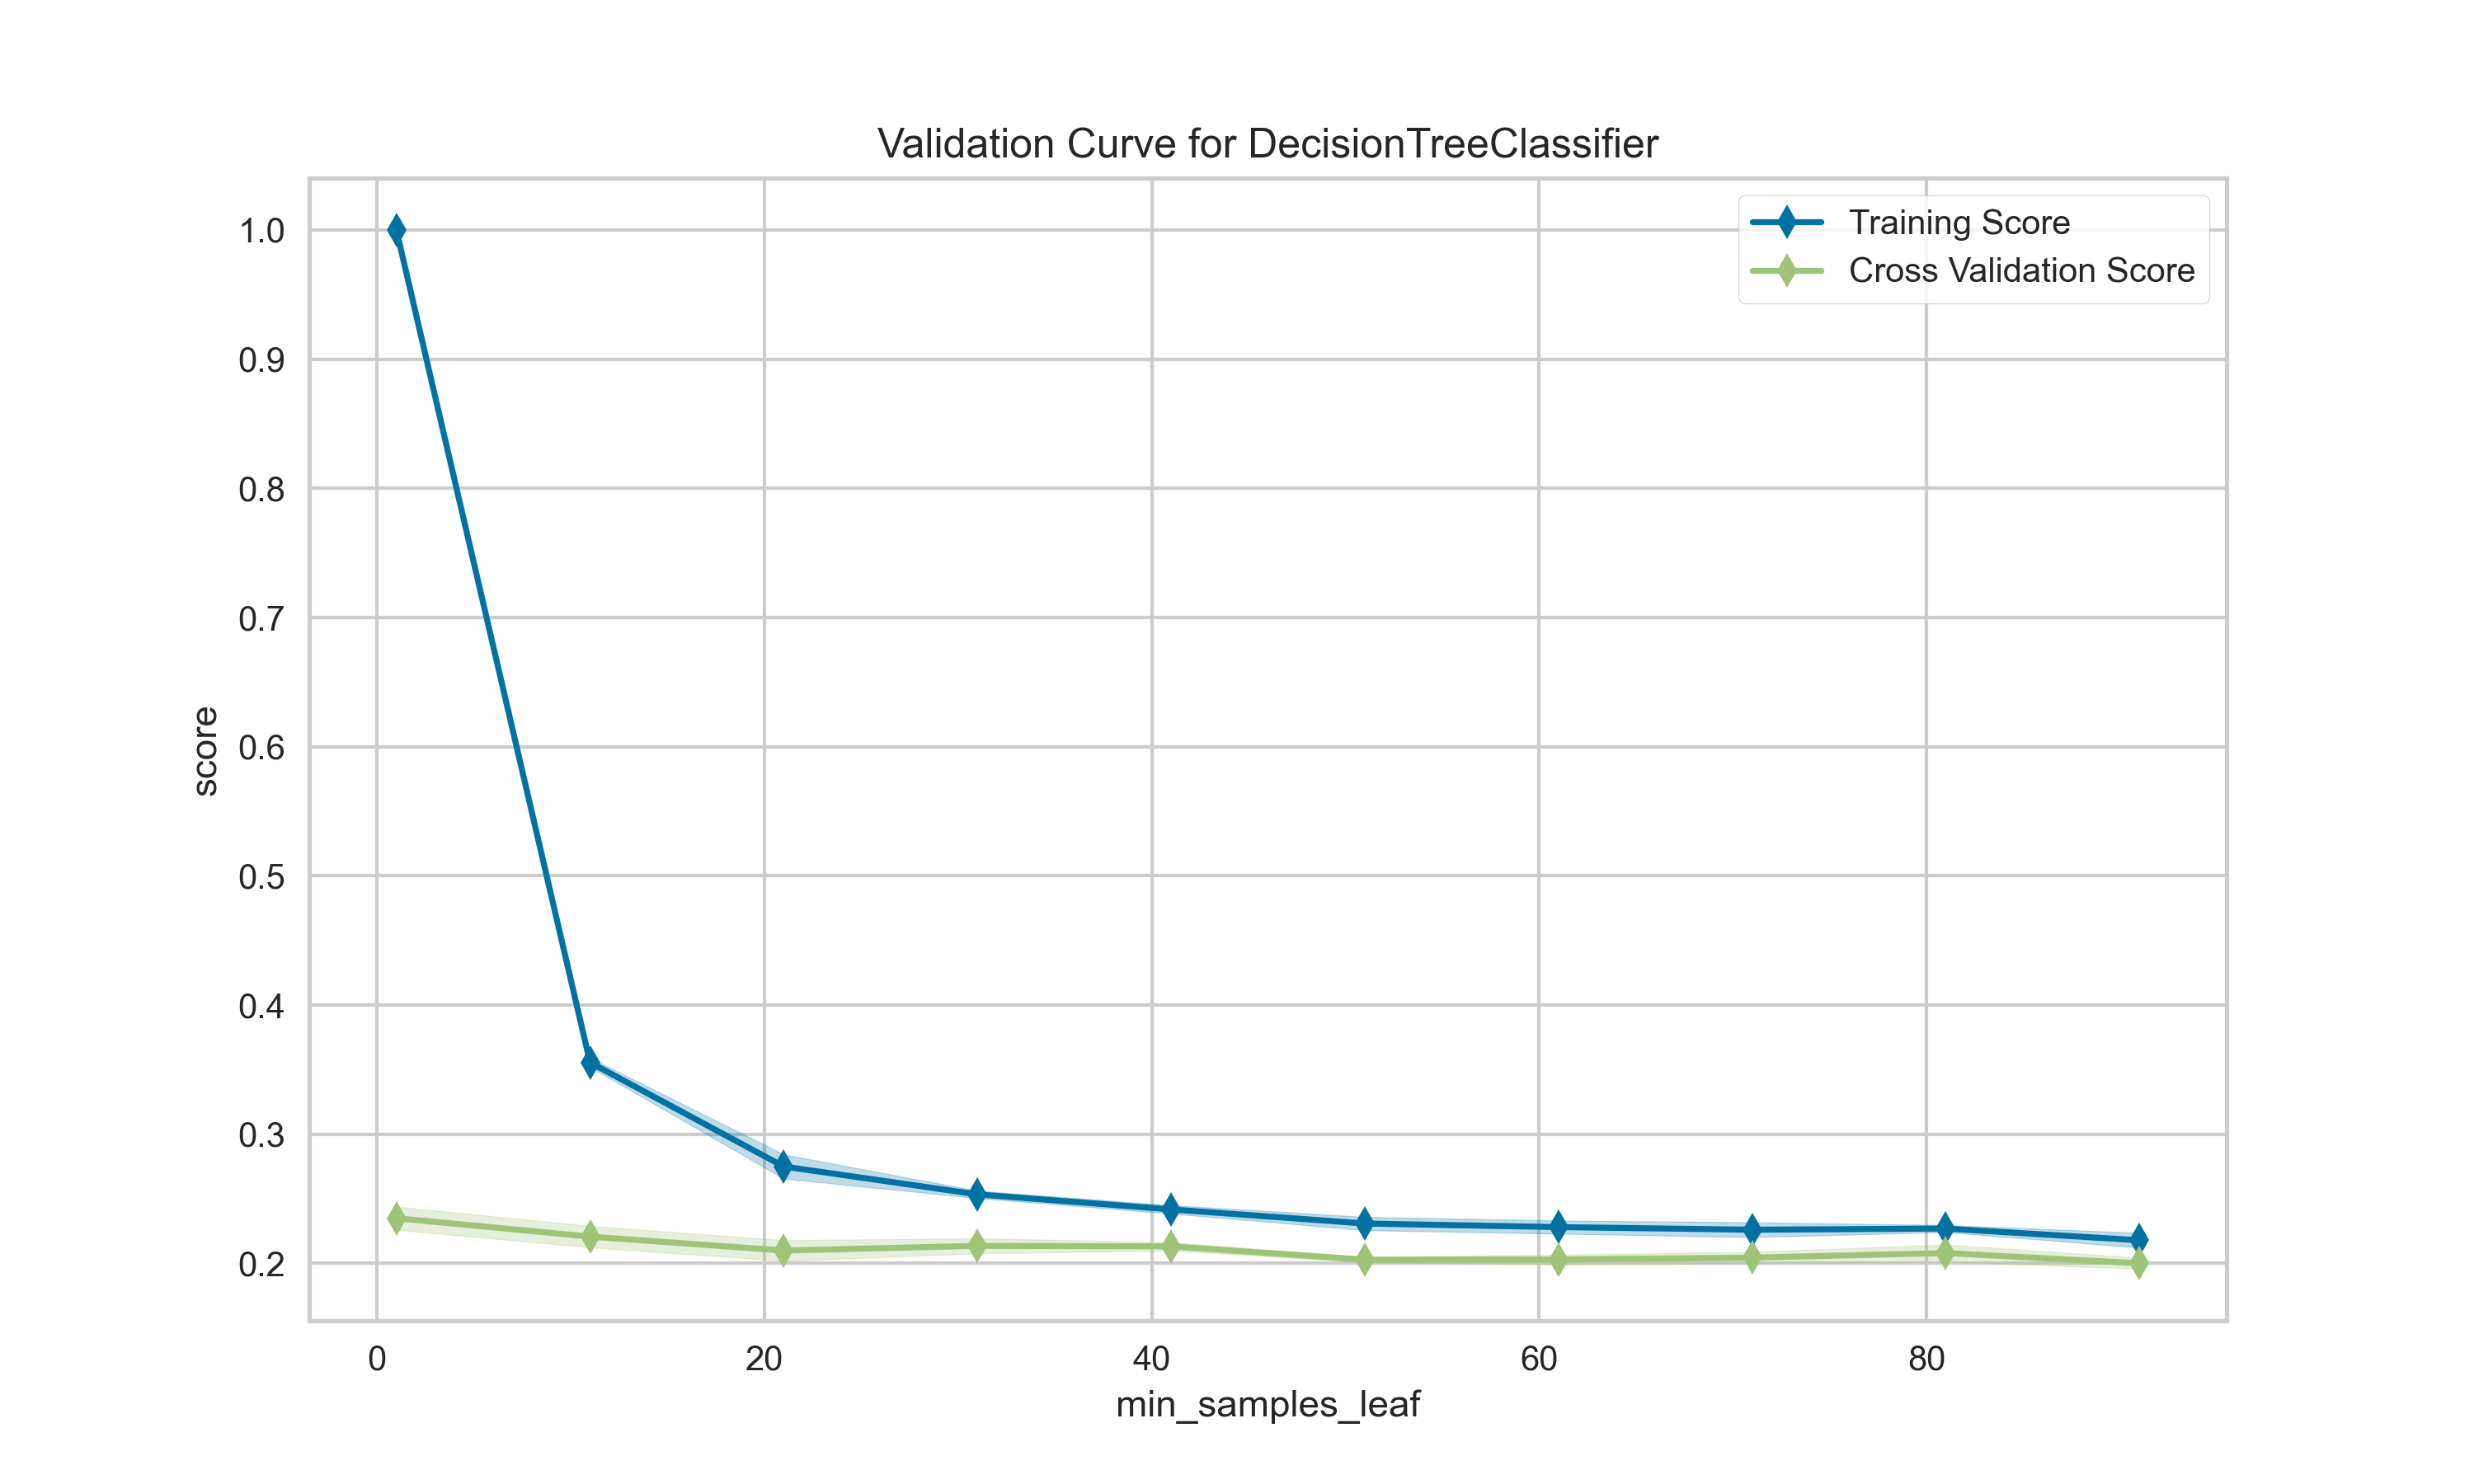 Validation Curve for DecisionTreeClassifier
Training Score
Cross Validation Score
1.0
0.9
0.8
0.7
0.6
0.5
0.4
0.3
0.2
score
0 20 40 60 80
min_samples_leaf